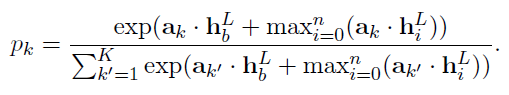 p_k = \frac{\exp(\mathbf{a}_k \cdot \mathbf{h}_b^L + \max_{i=0}^n (\mathbf{a}_k \cdot \mathbf{h}_i^L))}{\sum_{k'=1}^K \exp(\mathbf{a}_{k'} \cdot \mathbf{h}_b^L + \max_{i=0}^n (\mathbf{a}_{k'} \cdot \mathbf{h}_i^L))}.